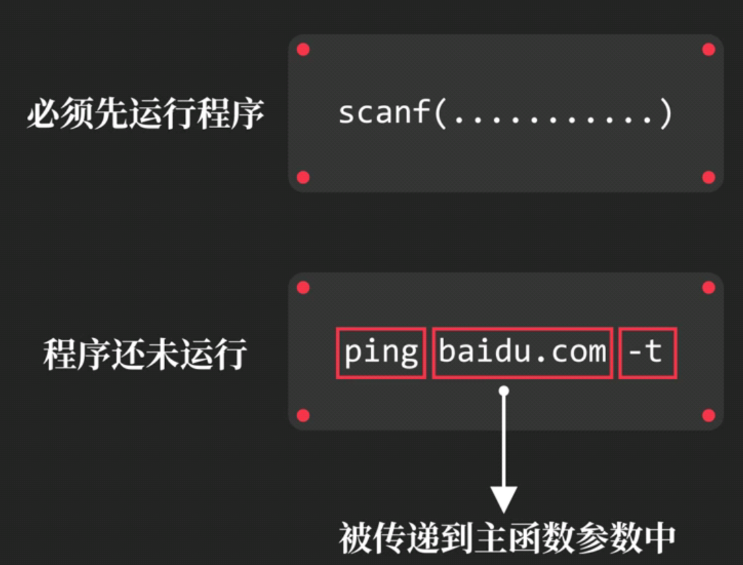 必须先运行程序
scanf(...........)
程序还未运行
ping baidu.com -t
被传递到主函数参数中